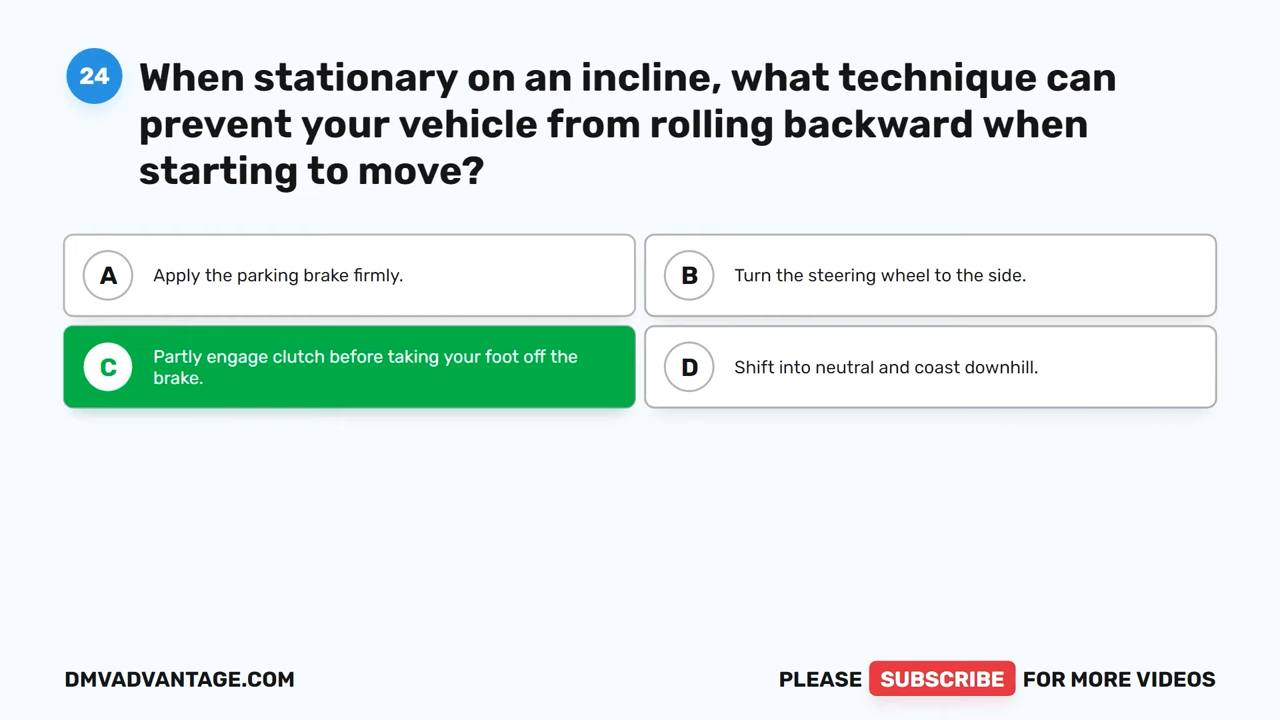 24
When stationary on an incline, what technique can
prevent your vehicle from rolling backward when
starting to move?
A
Apply the parking brake firmly.
B
Turn the steering wheel to the side.
C
Partly engage clutch before taking your foot off the
brake.
D
Shift into neutral and coast downhill.
DMVADVANTAGE.COM
PLEASE SUBSCRIBE FOR MORE VIDEOS